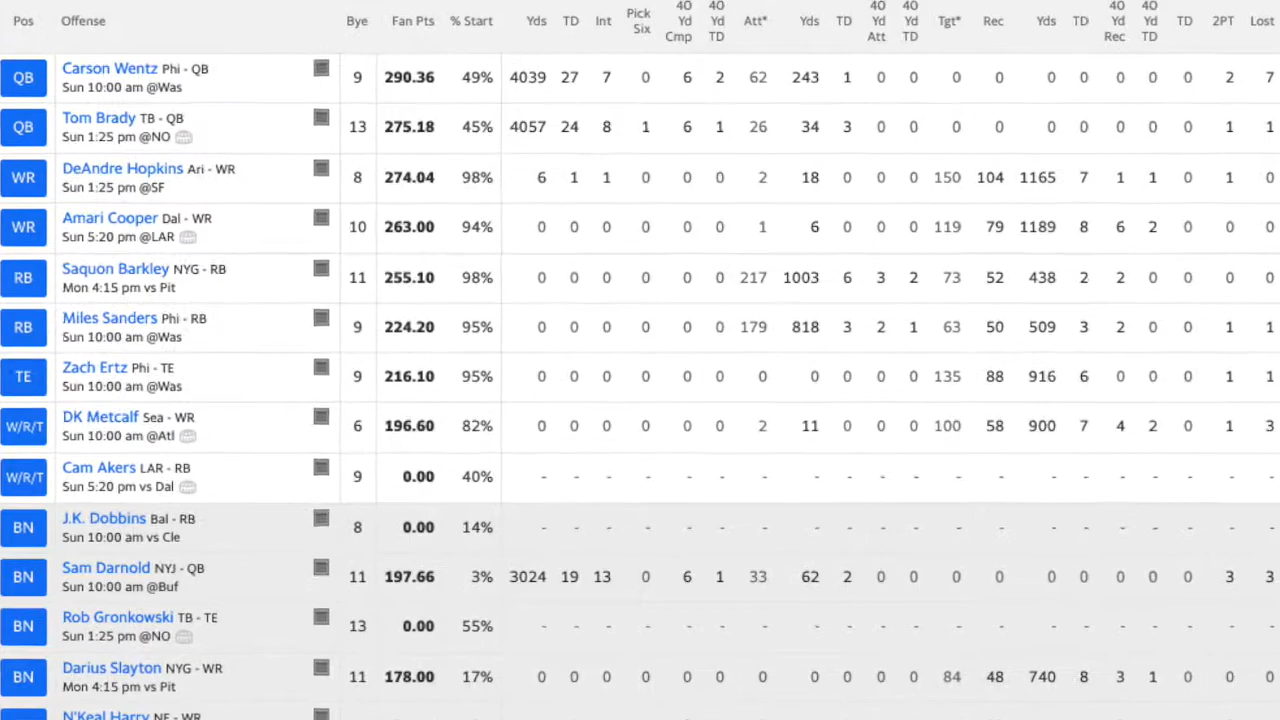 Pos Offense Bye Fan Pts % Start Yds TD Int Pick Six 40 Yd Cmp 40 Yd TD Att* Yds TD 40 Yd Att 40 Yd TD Tgt* Rec Yds TD 40 Yd Rec 40 Yd TD TD 2PT Lost
QB Carson Wentz Phi - QB 9 290.36 49% 4039 27 7 0 6 2 62 243 1 0 0 0 0 0 0 0 0 0 2 7
Sun 10:00 am @Was
QB Tom Brady TB - QB 13 275.18 45% 4057 24 8 1 6 1 26 34 3 0 0 0 0 0 0 0 0 0 1 1
Sun 1:25 pm @NO
WR DeAndre Hopkins Ari - WR 8 274.04 98% 6 1 1 0 0 0 2 18 0 0 0 150 104 1165 7 1 1 0 1 0
Sun 1:25 pm @SF
WR Amari Cooper Dal - WR 10 263.00 94% 0 0 0 0 0 0 1 6 0 0 0 119 79 1189 8 6 2 0 0 0
Sun 5:20 pm @LAR
RB Saquon Barkley NYG - RB 11 255.10 98% 0 0 0 0 0 0 217 1003 6 3 2 73 52 438 2 2 0 0 0 0
Mon 4:15 pm vs Pit
RB Miles Sanders Phi - RB 9 224.20 95% 0 0 0 0 0 0 179 818 3 2 1 63 50 509 3 2 0 0 1 1
Sun 10:00 am @Was
TE Zach Ertz Phi - TE 9 216.10 95% 0 0 0 0 0 0 0 0 0 0 0 135 88 916 6 0 0 0 1 1
Sun 10:00 am @Was
W/R/T DK Metcalf Sea - WR 6 196.60 82% 0 0 0 0 0 0 2 11 0 0 0 100 58 900 7 4 2 0 1 3
Sun 10:00 am @Atl
W/R/T Cam Akers LAR - RB 9 0.00 40% - - - - - - - - - - - - - - - - - - - -
Sun 5:20 pm vs Dal
BN J.K. Dobbins Bal - RB 8 0.00 14% - - - - - - - - - - - - - - - - - - - -
Sun 10:00 am vs Cle
BN Sam Darnold NYJ - QB 11 197.66 3% 3024 19 13 0 6 1 33 62 2 0 0 0 0 0 0 0 0 0 3 3
Sun 10:00 am @Buf
BN Rob Gronkowski TB - TE 13 0.00 55% - - - - - - - - - - - - - - - - - - - -
Sun 1:25 pm @NO
BN Darius Slayton NYG - WR 11 178.00 17% 0 0 0 0 0 0 0 0 0 0 0 84 48 740 8 3 1 0 0 0
Mon 4:15 pm vs Pit
N'Keal Harry NE - WR